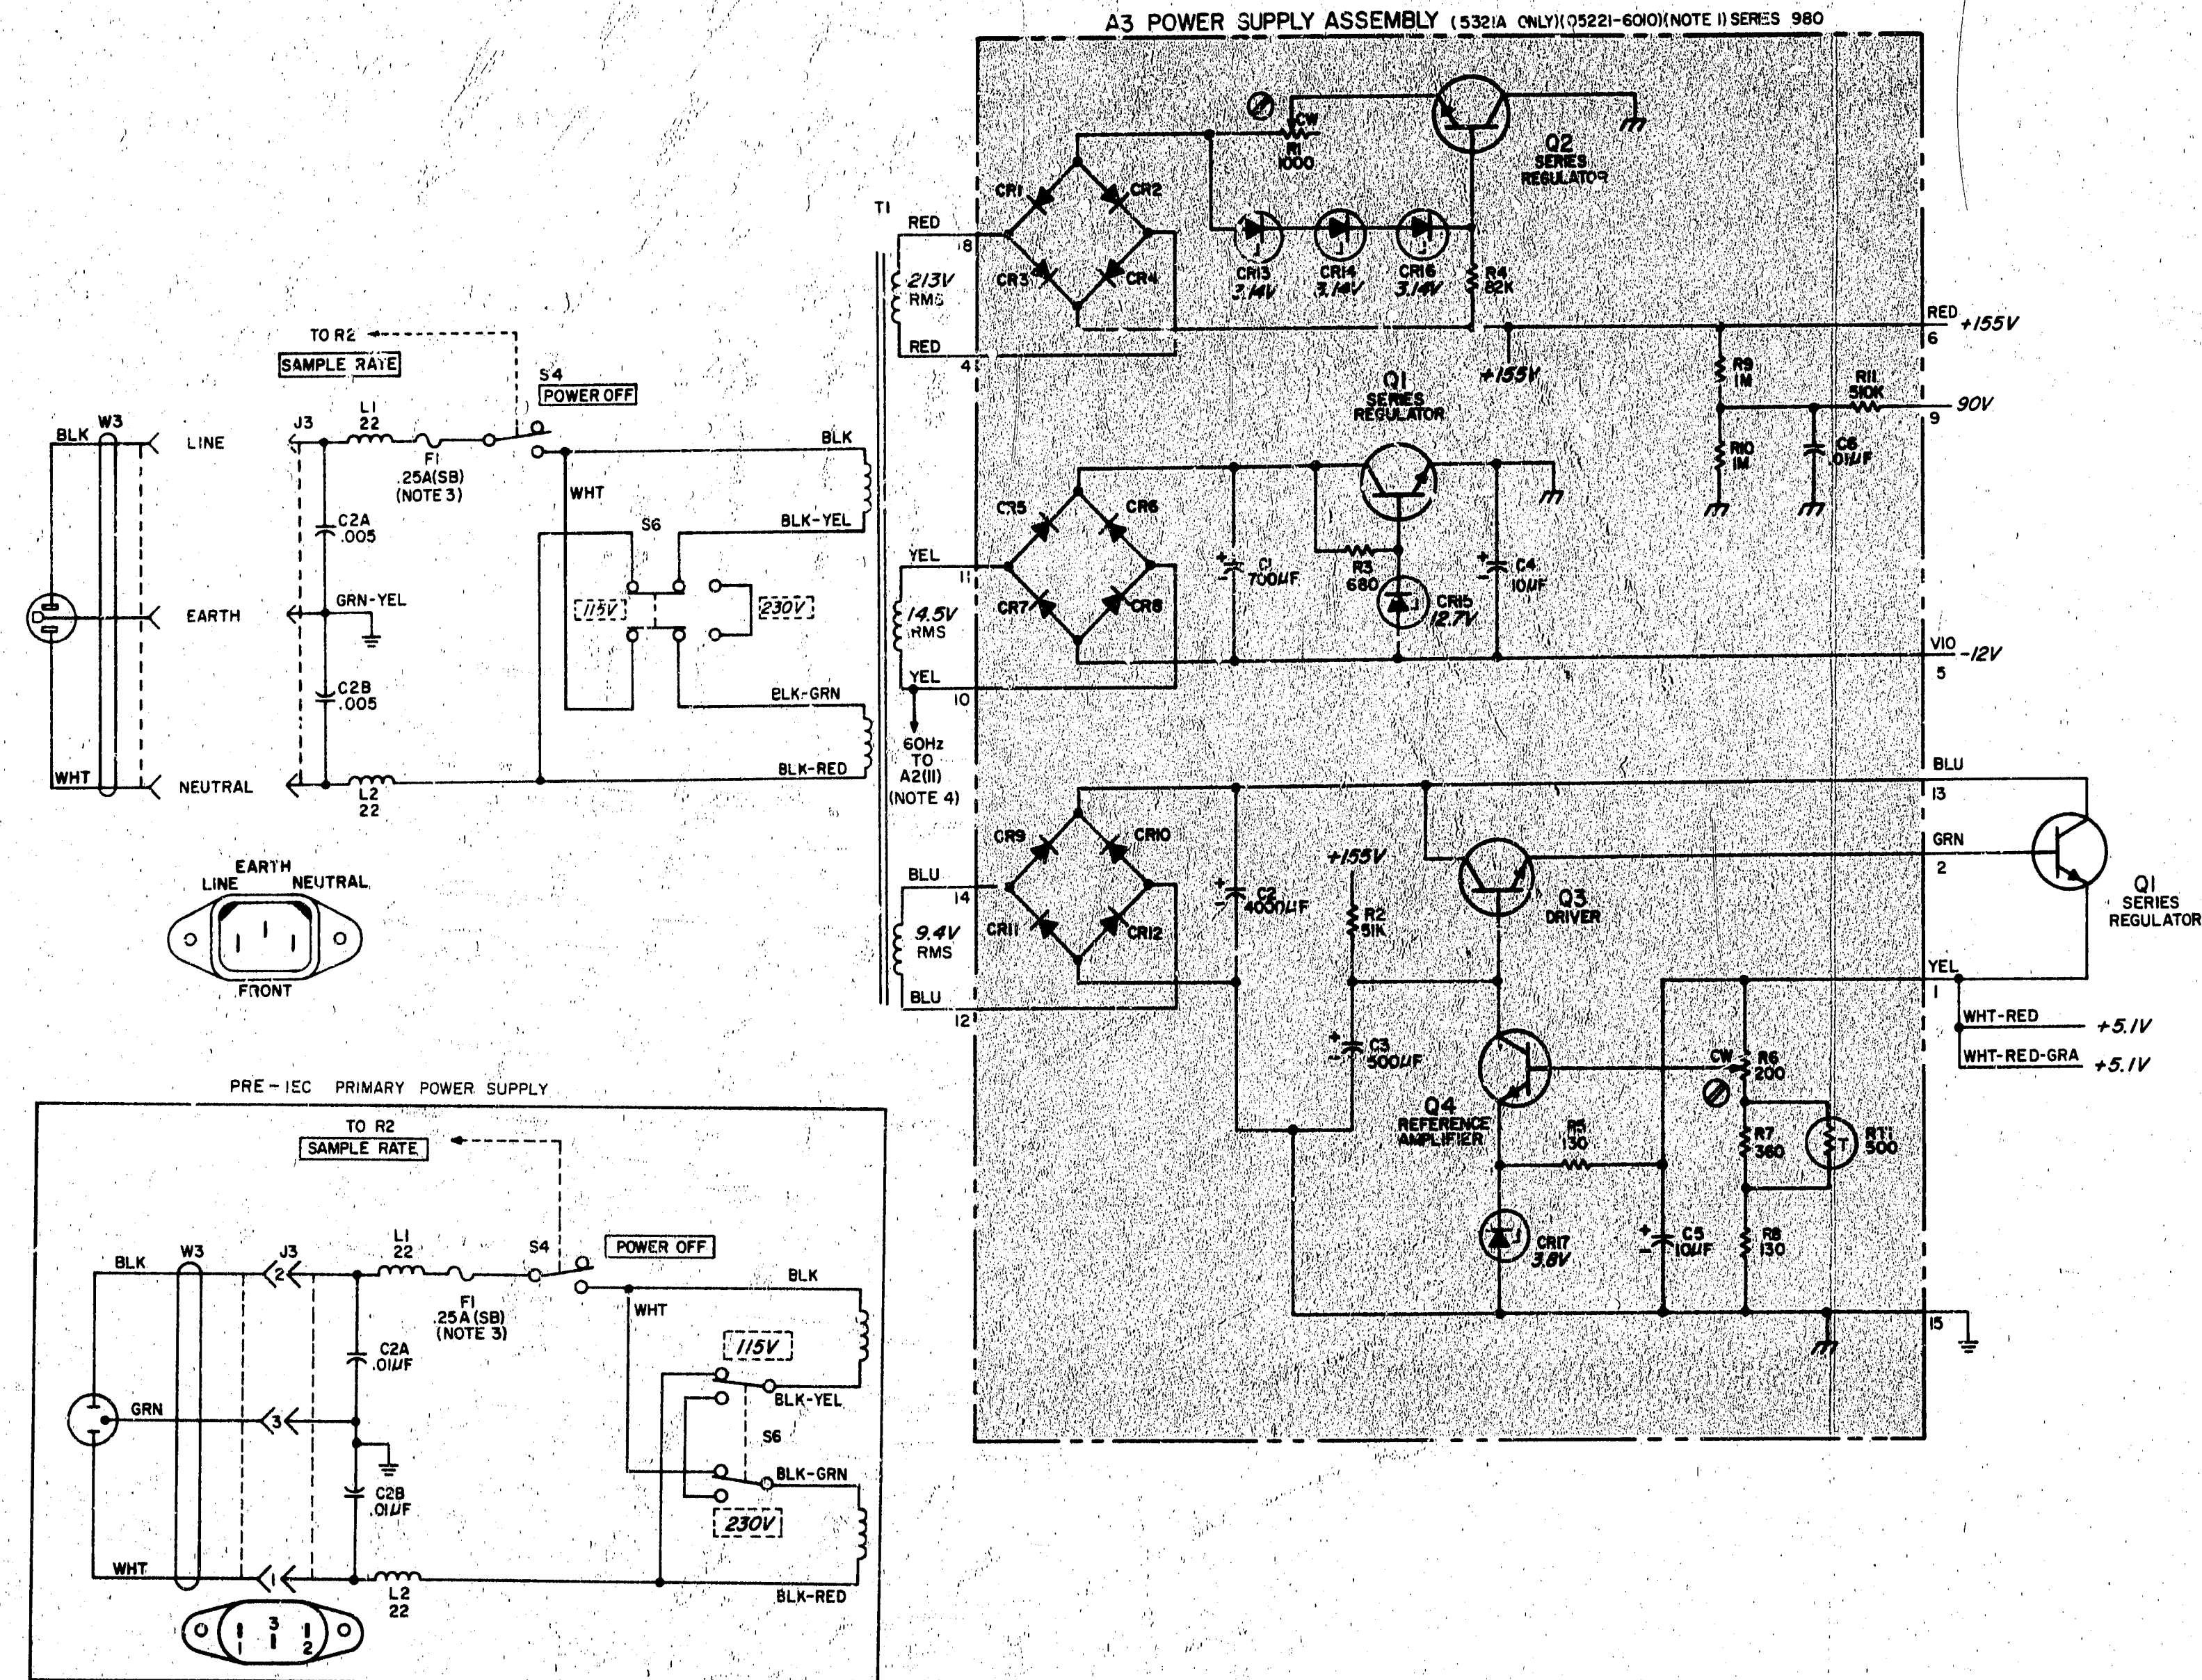 A3 POWER SUPPLY ASSEMBLY (5321A ONLY)(05221-6010)(NOTE 1) SERIES 980
CW
R1
1000
Q2
SERIES
REGULATOR
CR1
CR2
CR3
CR4
T1
RED
8
213V
RMS
RED
4
CR13
3.14V
CR14
3.14V
CR16
3.14V
R4
82K
RED
6
+155V
+155V
R9
1M
R11
510K
9
90V
R10
1M
C6
.01µF
TO R2
SAMPLE RATE
S4
POWER OFF
W3
BLK
LINE
J3
L1
22
F1
.25A(SB)
(NOTE 3)
BLK
WHT
C2A
.005
S6
BLK-YEL
GRN-YEL
EARTH
115V
230V
C2B
.005
BLK-GRN
WHT
NEUTRAL
L2
22
BLK-RED
Q1
SERIES
REGULATOR
CR5
CR6
CR7
CR8
YEL
11
14.5V
RMS
YEL
10
60Hz
TO
A2(11)
(NOTE 4)
+
-
C1
700µF
R3
680
CR15
12.7V
+
-
C4
10µF
VIO
5
-12V
EARTH
LINE
NEUTRAL
FRONT
BLU
13
GRN
2
Q1
SERIES
REGULATOR
CR9
CR10
CR11
CR12
BLU
14
9.4V
RMS
BLU
12
+
-
C2
4000µF
+155V
R2
51K
Q3
DRIVER
YEL
1
WHT-RED
+5.1V
WHT-RED-GRA
+5.1V
+
-
C3
500µF
Q4
REFERENCE
AMPLIFIER
CW
R6
200
R5
130
R7
360
T
RT1
500
CR17
3.8V
+
-
C5
10µF
R8
130
15
PRE-IEC PRIMARY POWER SUPPLY
TO R2
SAMPLE RATE
BLK
W3
J3
2
L1
22
S4
POWER OFF
F1
.25A (SB)
(NOTE 3)
BLK
WHT
C2A
.01µF
115V
BLK-YEL
GRN
3
S6
C2B
.01µF
BLK-GRN
230V
WHT
1
L2
22
BLK-RED
3
1
2